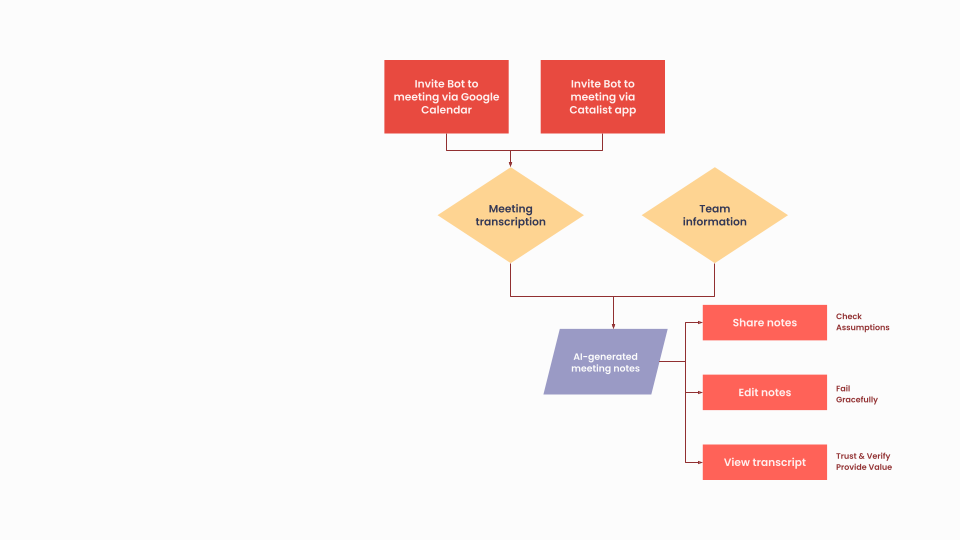 Invite Bot to
meeting via Google
Calendar
Invite Bot to
meeting via
Catalist app
Meeting
transcription
Team
information
AI-generated
meeting notes
Share notes
Check
Assumptions
Edit notes
Fail
Gracefully
View transcript
Trust & Verify
Provide Value